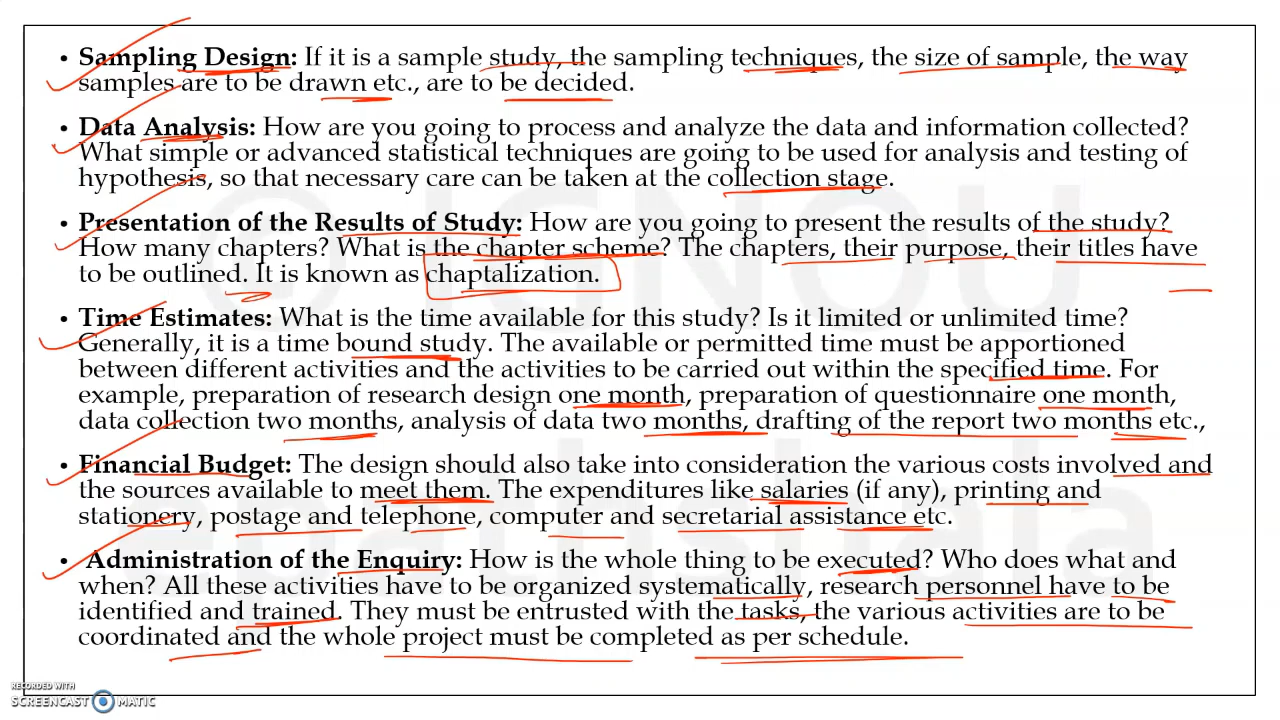 • Sampling Design: If it is a sample study, the sampling techniques, the size of sample, the way
samples are to be drawn etc., are to be decided.
• Data Analysis: How are you going to process and analyze the data and information collected?
What simple or advanced statistical techniques are going to be used for analysis and testing of
hypothesis, so that necessary care can be taken at the collection stage.
• Presentation of the Results of Study: How are you going to present the results of the study?
How many chapters? What is the chapter scheme? The chapters, their purpose, their titles have
to be outlined. It is known as chaptalization.
• Time Estimates: What is the time available for this study? Is it limited or unlimited time?
Generally, it is a time bound study. The available or permitted time must be apportioned
between different activities and the activities to be carried out within the specified time. For
example, preparation of research design one month, preparation of questionnaire one month,
data collection two months, analysis of data two months, drafting of the report two months etc.,
• Financial Budget: The design should also take into consideration the various costs involved and
the sources available to meet them. The expenditures like salaries (if any), printing and
stationery, postage and telephone, computer and secretarial assistance etc.
• Administration of the Enquiry: How is the whole thing to be executed? Who does what and
when? All these activities have to be organized systematically, research personnel have to be
identified and trained. They must be entrusted with the tasks, the various activities are to be
coordinated and the whole project must be completed as per schedule.
© IGNOU
RECORDED WITH
SCREENCAST MATIC